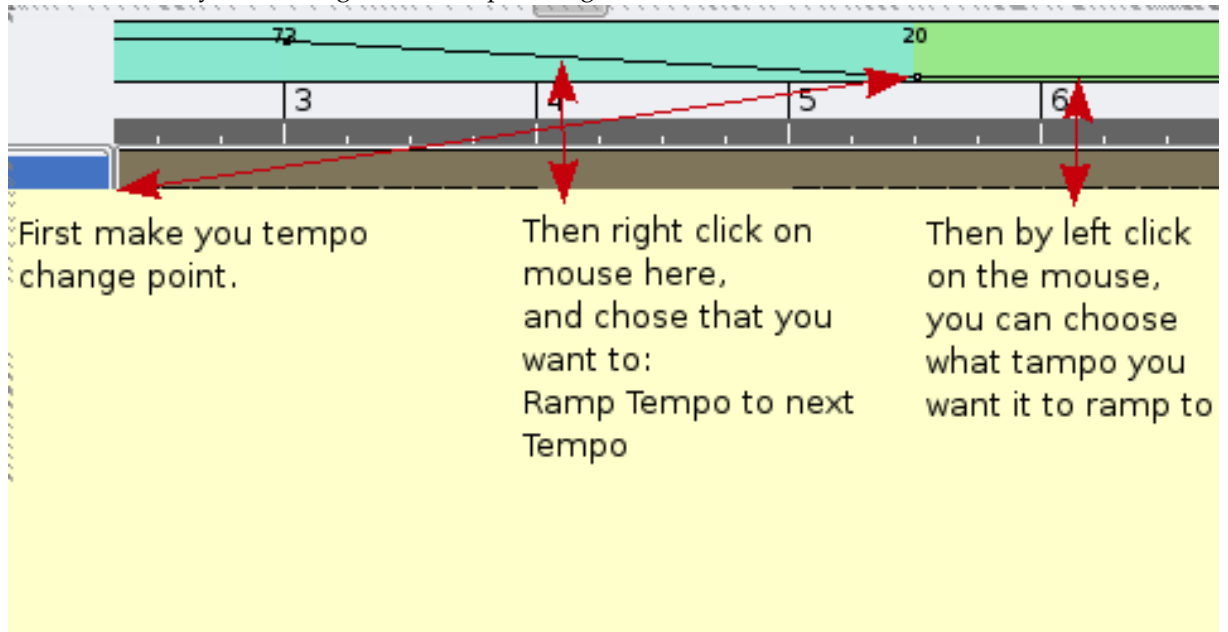 73
20
3
4
5
6
First make you tempo
change point.
Then right click on
mouse here,
and chose that you
want to:
Ramp Tempo to next
Tempo
Then by left click
on the mouse,
you can choose
what tampo you
want it to ramp to